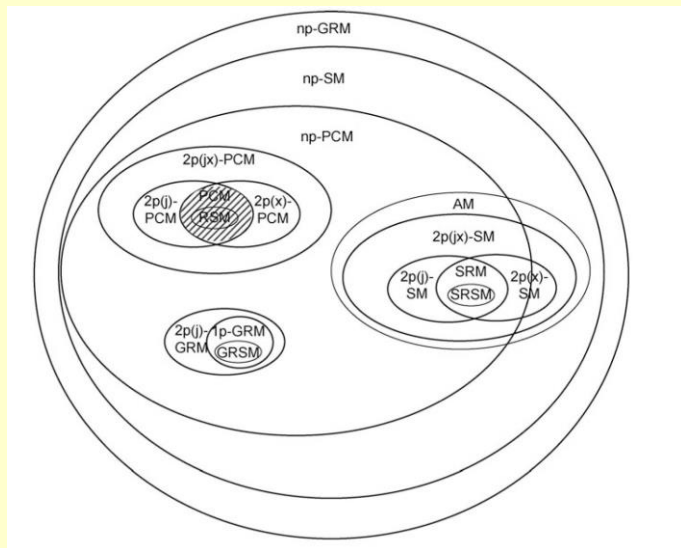 np-GRM
np-SM
np-PCM
2p(jx)-PCM
2p(j)-
PCM
PCM
RSM
2p(x)-
PCM
AM
2p(jx)-SM
2p(j)-
SM
SRM
SRSM
2p(x)-
SM
2p(j)-
GRM
1p-GRM
GRSM